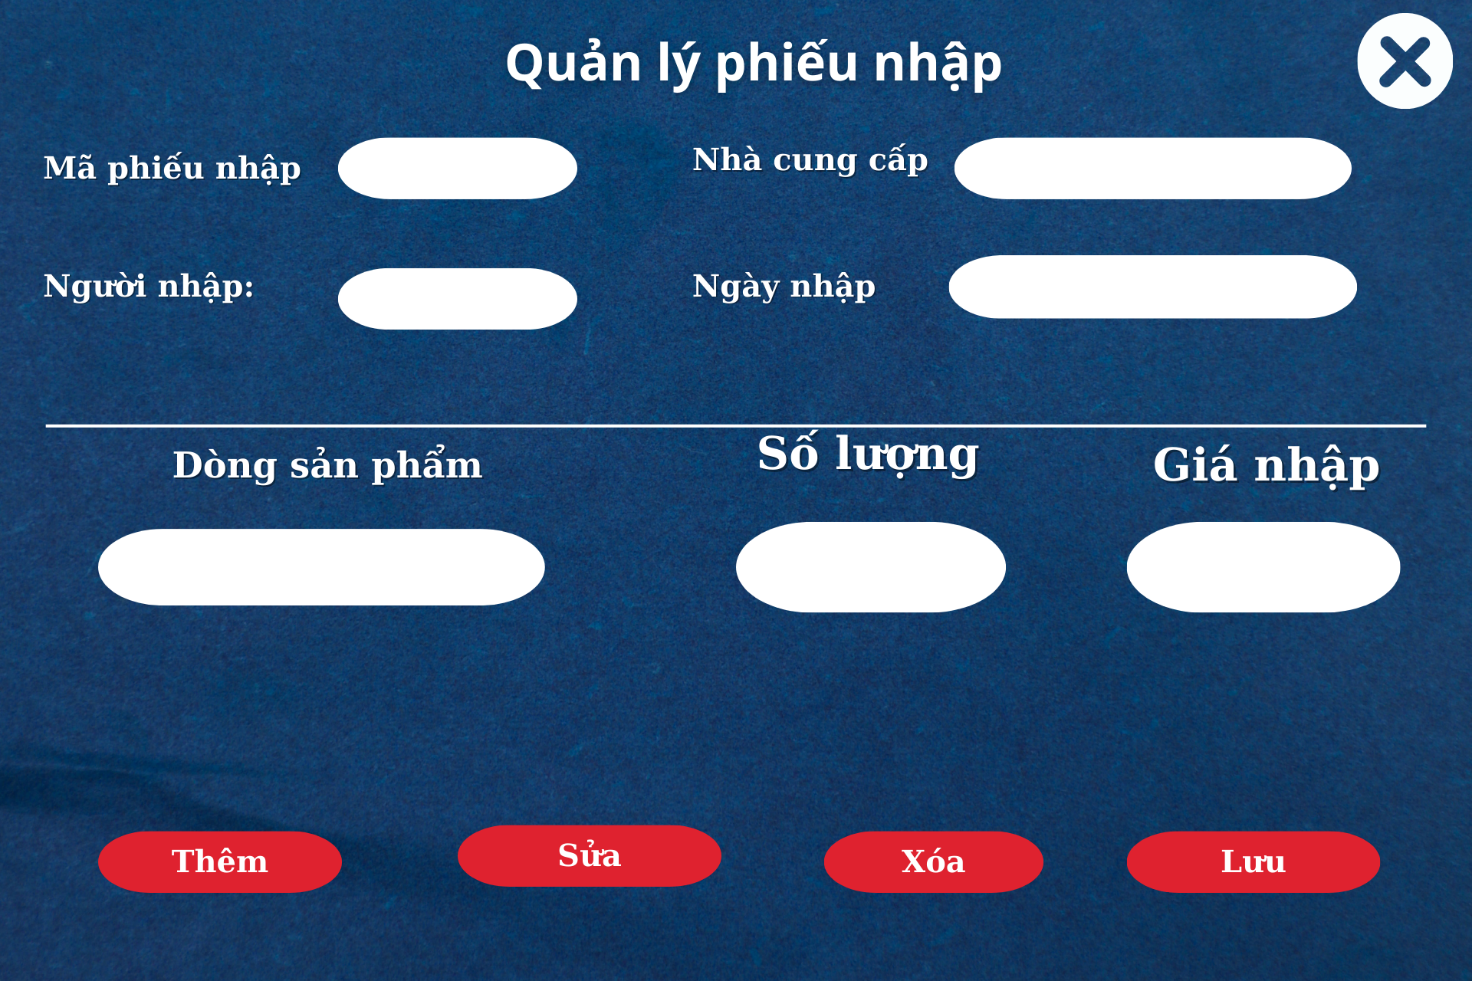 Quản lý phiếu nhập
Mã phiếu nhập
Nhà cung cấp
Người nhập:
Ngày nhập
Dòng sản phẩm
Số lượng
Giá nhập
Thêm
Sửa
Xóa
Lưu